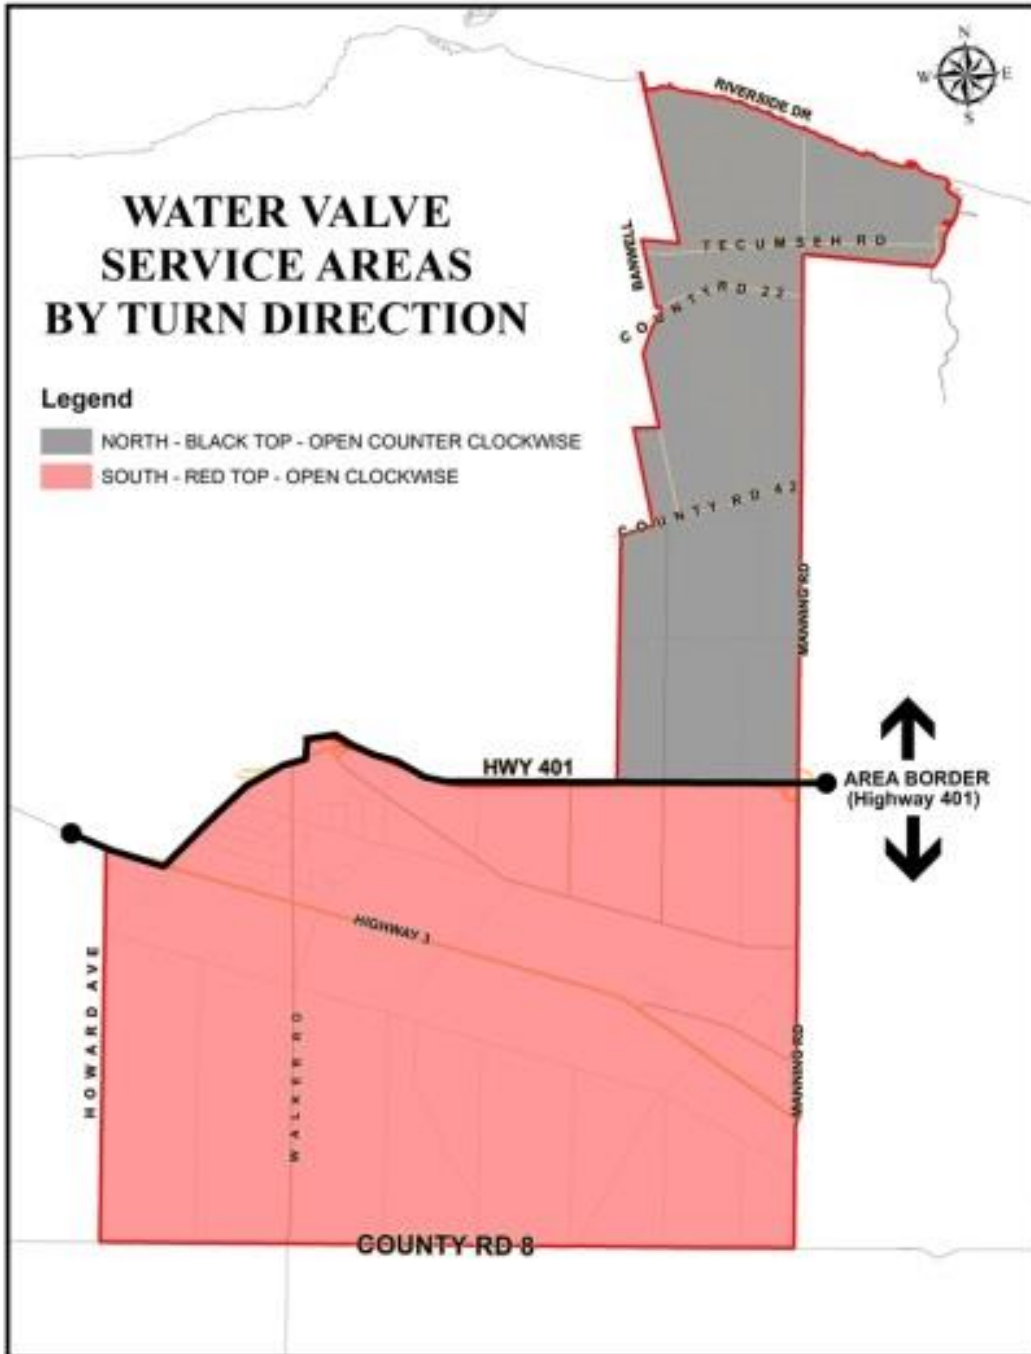 N
W E
S
RIVERSIDE DR
WATER VALVE
SERVICE AREAS
BY TURN DIRECTION
BANWELL
TECUMSEH RD
COUNTY RD 22
Legend
NORTH - BLACK TOP - OPEN COUNTER CLOCKWISE
SOUTH - RED TOP - OPEN CLOCKWISE
COUNTY RD 42
MANNING RD
HWY 401
AREA BORDER
(Highway 401)
HIGHWAY 3
HOWARD AVE
WALKER RD
MANNING RD
COUNTY RD 8